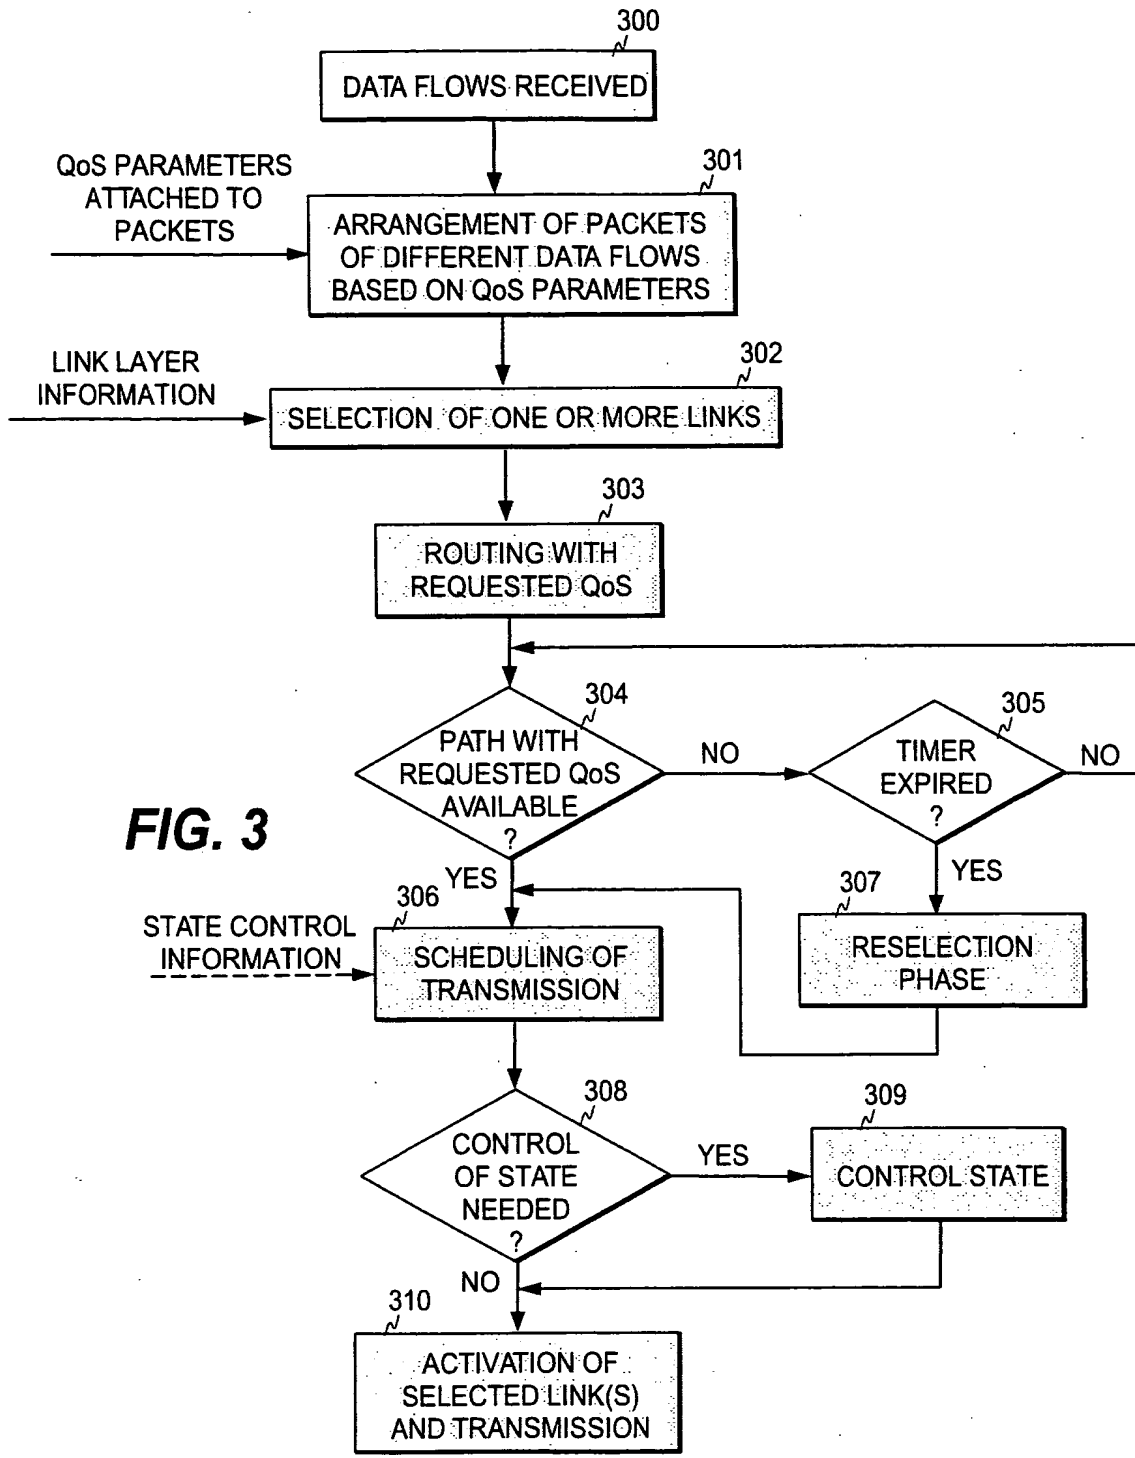 300
DATA FLOWS RECEIVED
QoS PARAMETERS
ATTACHED TO
PACKETS
301
ARRANGEMENT OF PACKETS
OF DIFFERENT DATA FLOWS
BASED ON QoS PARAMETERS
LINK LAYER
INFORMATION
302
SELECTION OF ONE OR MORE LINKS
303
ROUTING WITH
REQUESTED QoS
304
PATH WITH
REQUESTED QoS
AVAILABLE
?
NO
305
TIMER
EXPIRED
?
NO
FIG. 3
YES
YES
306
STATE CONTROL
INFORMATION
SCHEDULING OF
TRANSMISSION
307
RESELECTION
PHASE
308
CONTROL
OF STATE
NEEDED
?
YES
309
CONTROL STATE
NO
310
ACTIVATION OF
SELECTED LINK(S)
AND TRANSMISSION